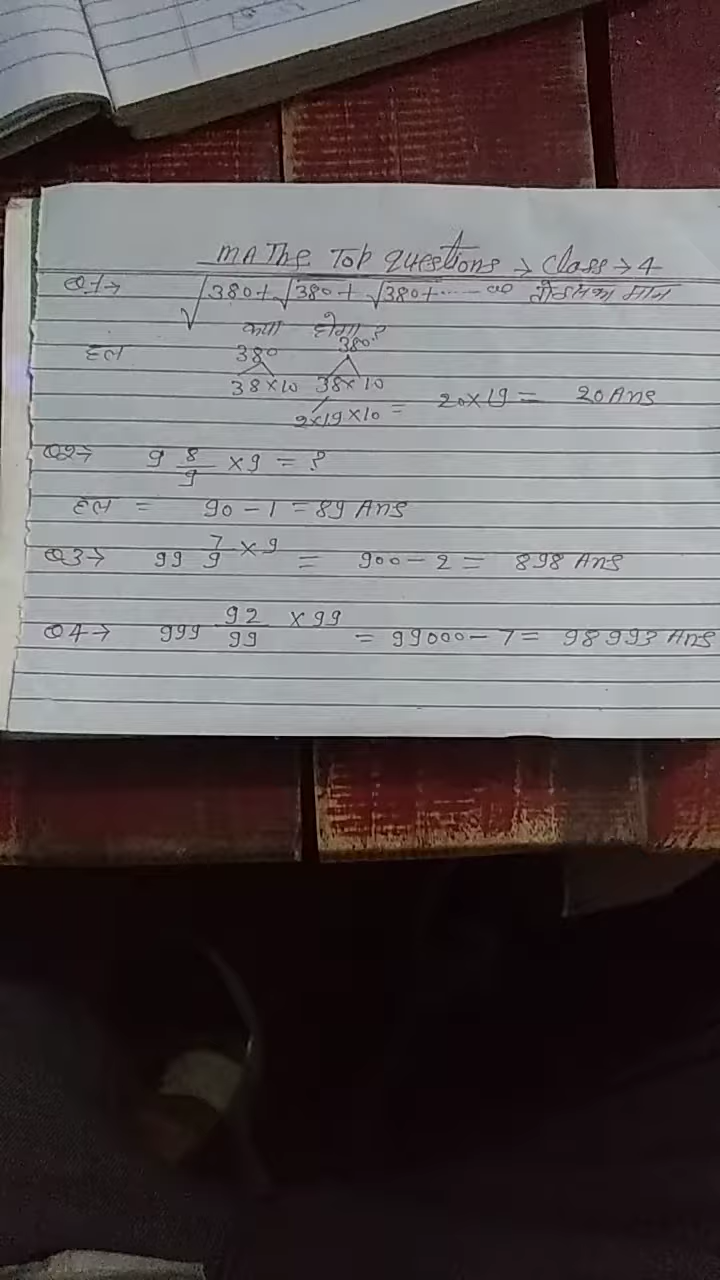 MAThe Top Questions → Class → 4
Q1→ √380+√380+√380+......∞ तो इसका मान
क्या होगा ?
हल 380 380
38×10 38×10
2×19×10 = 20×19 = 20 Ans
Q2→ 9 8/9 ×9 = ?
हल = 90 - 1 = 89 Ans
Q3→ 99 7/9 ×9 = 900 - 2 = 898 Ans
Q4→ 999 92/99 ×99 = 99000 - 7 = 98993 Ans